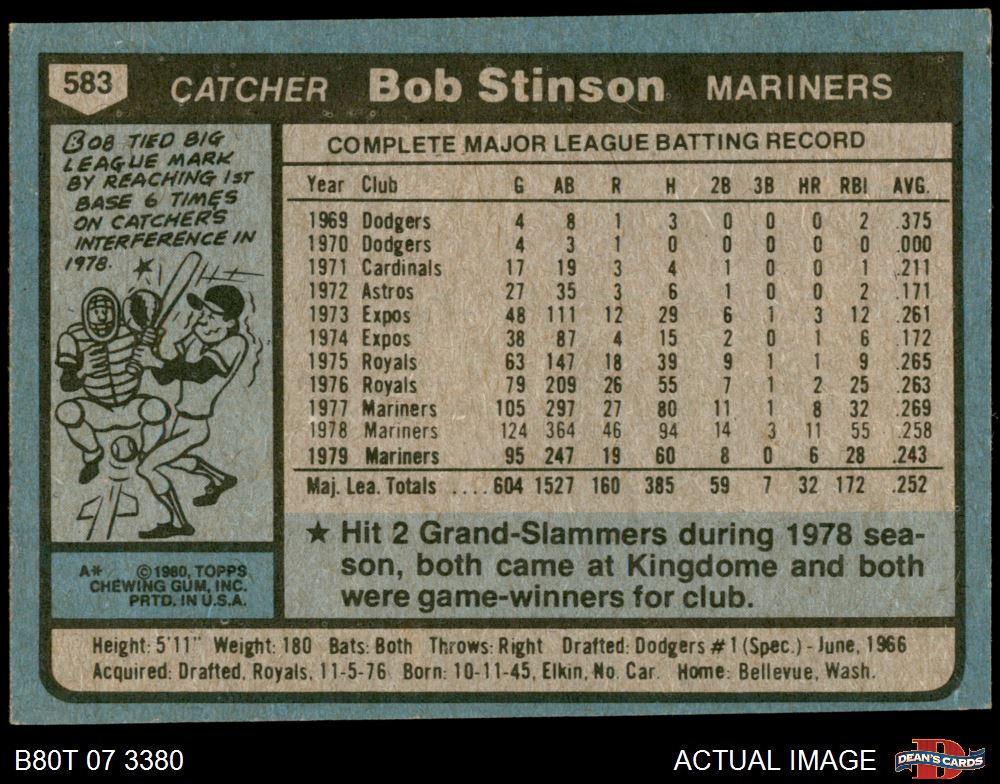 583 CATCHER Bob Stinson MARINERS
BOB TIED BIG
LEAGUE MARK
BY REACHING 1ST
BASE 6 TIMES
ON CATCHER'S
INTERFERENCE IN
1978.
COMPLETE MAJOR LEAGUE BATTING RECORD
Year Club G AB R H 2B 3B HR RBI AVG.
1969 Dodgers 4 8 1 3 0 0 0 2 .375
1970 Dodgers 4 3 1 0 0 0 0 0 .000
1971 Cardinals 17 19 3 4 1 0 0 1 .211
1972 Astros 27 35 3 6 1 0 0 2 .171
1973 Expos 48 111 12 29 6 1 3 12 .261
1974 Expos 38 87 4 15 2 0 1 6 .172
1975 Royals 63 147 18 39 9 1 1 9 .265
1976 Royals 79 209 26 55 7 1 2 25 .263
1977 Mariners 105 297 27 80 11 1 8 32 .269
1978 Mariners 124 364 46 94 14 3 11 55 .258
1979 Mariners 95 247 19 60 8 0 6 28 .243
Maj. Lea. Totals ....604 1527 160 385 59 7 32 172 .252
★ Hit 2 Grand-Slammers during 1978 sea-
son, both came at Kingdome and both
were game-winners for club.
A* ©1980, TOPPS
CHEWING GUM, INC.
PRTD. IN U.S.A.
Height: 5'11" Weight: 180 Bats: Both Throws: Right Drafted: Dodgers #1 (Spec.) - June, 1966
Acquired: Drafted, Royals, 11-5-76 Born: 10-11-45, Elkin, No. Car. Home: Bellevue, Wash.
B80T 07 3380 ACTUAL IMAGE DEAN'S CARDS